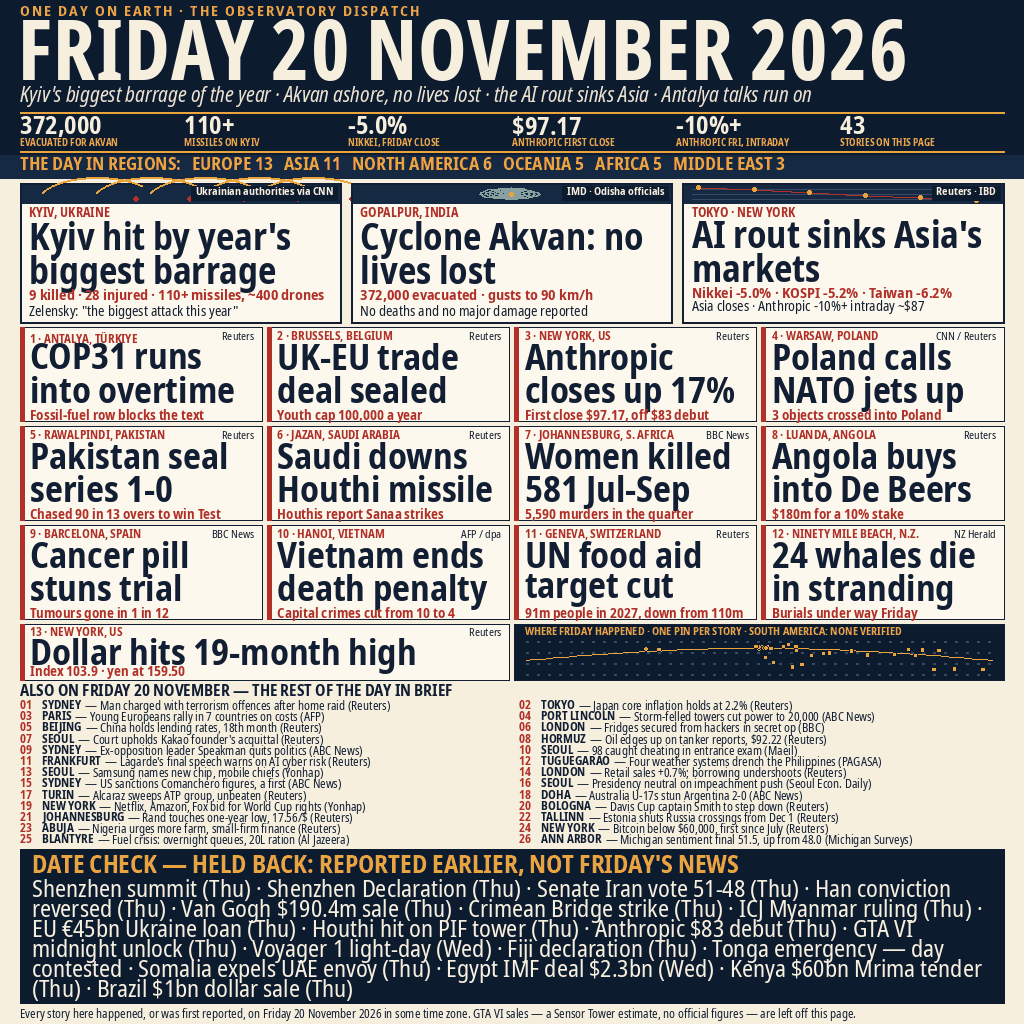 ONE DAY ON EARTH · THE OBSERVATORY DISPATCH
FRIDAY 20 NOVEMBER 2026
Kyiv's biggest barrage of the year · Akvan ashore, no lives lost · the AI rout sinks Asia · Antalya talks run on
372,000
EVACUATED FOR AKVAN
110+
MISSILES ON KYIV
-5.0%
NIKKEI, FRIDAY CLOSE
$97.17
ANTHROPIC FIRST CLOSE
-10%+
ANTHROPIC FRI, INTRADAY
43
STORIES ON THIS PAGE
THE DAY IN REGIONS: EUROPE 13 ASIA 11 NORTH AMERICA 6 OCEANIA 5 AFRICA 5 MIDDLE EAST 3
Ukrainian authorities via CNN
KYIV, UKRAINE
Kyiv hit by year's
biggest barrage
9 killed · 28 injured · 110+ missiles, ~400 drones
Zelensky: "the biggest attack this year"
IMD · Odisha officials
GOPALPUR, INDIA
Cyclone Akvan: no
lives lost
372,000 evacuated · gusts to 90 km/h
No deaths and no major damage reported
Reuters · IBD
TOKYO · NEW YORK
AI rout sinks Asia's
markets
Nikkei -5.0% · KOSPI -5.2% · Taiwan -6.2%
Asia closes · Anthropic -10%+ intraday ~$87
1 · ANTALYA, TÜRKIYE
Reuters
COP31 runs
into overtime
Fossil-fuel row blocks the text
2 · BRUSSELS, BELGIUM
Reuters
UK-EU trade
deal sealed
Youth cap 100,000 a year
3 · NEW YORK, US
Reuters
Anthropic
closes up 17%
First close $97.17, off $83 debut
4 · WARSAW, POLAND
CNN / Reuters
Poland calls
NATO jets up
3 objects crossed into Poland
5 · RAWALPINDI, PAKISTAN
Reuters
Pakistan seal
series 1-0
Chased 90 in 13 overs to win Test
6 · JAZAN, SAUDI ARABIA
Reuters
Saudi downs
Houthi missile
Houthis report Sanaa strikes
7 · JOHANNESBURG, S. AFRICA
BBC News
Women killed
581 Jul-Sep
5,590 murders in the quarter
8 · LUANDA, ANGOLA
Reuters
Angola buys
into De Beers
$180m for a 10% stake
9 · BARCELONA, SPAIN
BBC News
Cancer pill
stuns trial
Tumours gone in 1 in 12
10 · HANOI, VIETNAM
AFP / dpa
Vietnam ends
death penalty
Capital crimes cut from 10 to 4
11 · GENEVA, SWITZERLAND
Reuters
UN food aid
target cut
91m people in 2027, down from 110m
12 · NINETY MILE BEACH, N.Z.
NZ Herald
24 whales die
in stranding
Burials under way Friday
13 · NEW YORK, US
Reuters
Dollar hits 19-month high
Index 103.9 · yen at 159.50
WHERE FRIDAY HAPPENED · ONE PIN PER STORY · SOUTH AMERICA: NONE VERIFIED
ALSO ON FRIDAY 20 NOVEMBER — THE REST OF THE DAY IN BRIEF
01 SYDNEY — Man charged with terrorism offences after home raid (Reuters)
02 TOKYO — Japan core inflation holds at 2.2% (Reuters)
03 PARIS — Young Europeans rally in 7 countries on costs (AFP)
04 PORT LINCOLN — Storm-felled towers cut power to 20,000 (ABC News)
05 BEIJING — China holds lending rates, 18th month (Reuters)
06 LONDON — Fridges secured from hackers in secret op (BBC)
07 SEOUL — Court upholds Kakao founder's acquittal (Reuters)
08 HORMUZ — Oil edges up on tanker reports, $92.22 (Reuters)
09 SYDNEY — Ex-opposition leader Speakman quits politics (ABC News)
10 SEOUL — 98 caught cheating in entrance exam (Maeil)
11 FRANKFURT — Lagarde's final speech warns on AI cyber risk (Reuters)
12 TUGUEGARAO — Four weather systems drench the Philippines (PAGASA)
13 SEOUL — Samsung names new chip, mobile chiefs (Yonhap)
14 LONDON — Retail sales +0.7%; borrowing undershoots (Reuters)
15 SYDNEY — US sanctions Comanchero figures, a first (ABC News)
16 SEOUL — Presidential neutrality on impeachment push (Seoul Econ. Daily)
17 TURIN — Alcaraz sweeps ATP group, unbeaten (Reuters)
18 DOHA — Australia U-17s stun Argentina 2-0 (ABC News)
19 NEW YORK — Netflix, Amazon, Fox bid for World Cup rights (Yonhap)
20 BOLOGNA — Davis Cup captain Smith to step down (Reuters)
21 JOHANNESBURG — Rand touches one-year low, 17.56/$ (Reuters)
22 TALLINN — Estonia shuts Russia crossings from Dec 1 (Reuters)
23 ABUJA — Nigeria urges more farm, small-firm finance (Reuters)
24 NEW YORK — Bitcoin below $60,000, first since July (Reuters)
25 BLANTYRE — Fuel crisis: overnight queues, 20L ration (Al Jazeera)
26 ANN ARBOR — Michigan sentiment final 51.5, up from 48.0 (Michigan Surveys)
DATE CHECK — HELD BACK: REPORTED EARLIER, NOT FRIDAY'S NEWS
Shenzhen summit (Thu) · Shenzhen Declaration (Thu) · Senate Iran vote 51-48 (Thu) · Han conviction
reversed (Thu) · Van Gogh $190.4m sale (Thu) · Crimean Bridge strike (Thu) · ICJ Myanmar ruling (Thu) ·
EU €45bn Ukraine loan (Thu) · Houthi hit on PIF tower (Thu) · Anthropic $83 debut (Thu) · GTA VI
midnight unlock (Thu) · Voyager 1 light-day (Wed) · Fiji declaration (Thu) · Tonga emergency — day
contested · Somalia expels UAE envoy (Thu) · Egypt IMF deal $2.3bn (Wed) · Kenya $60bn Mrima tender
(Thu) · Brazil $1bn dollar sale (Thu)
Every story here happened, or was first reported, on Friday 20 November 2026 in some time zone. GTA VI sales — a Sensor Tower estimate, no official figures — are left off this page.